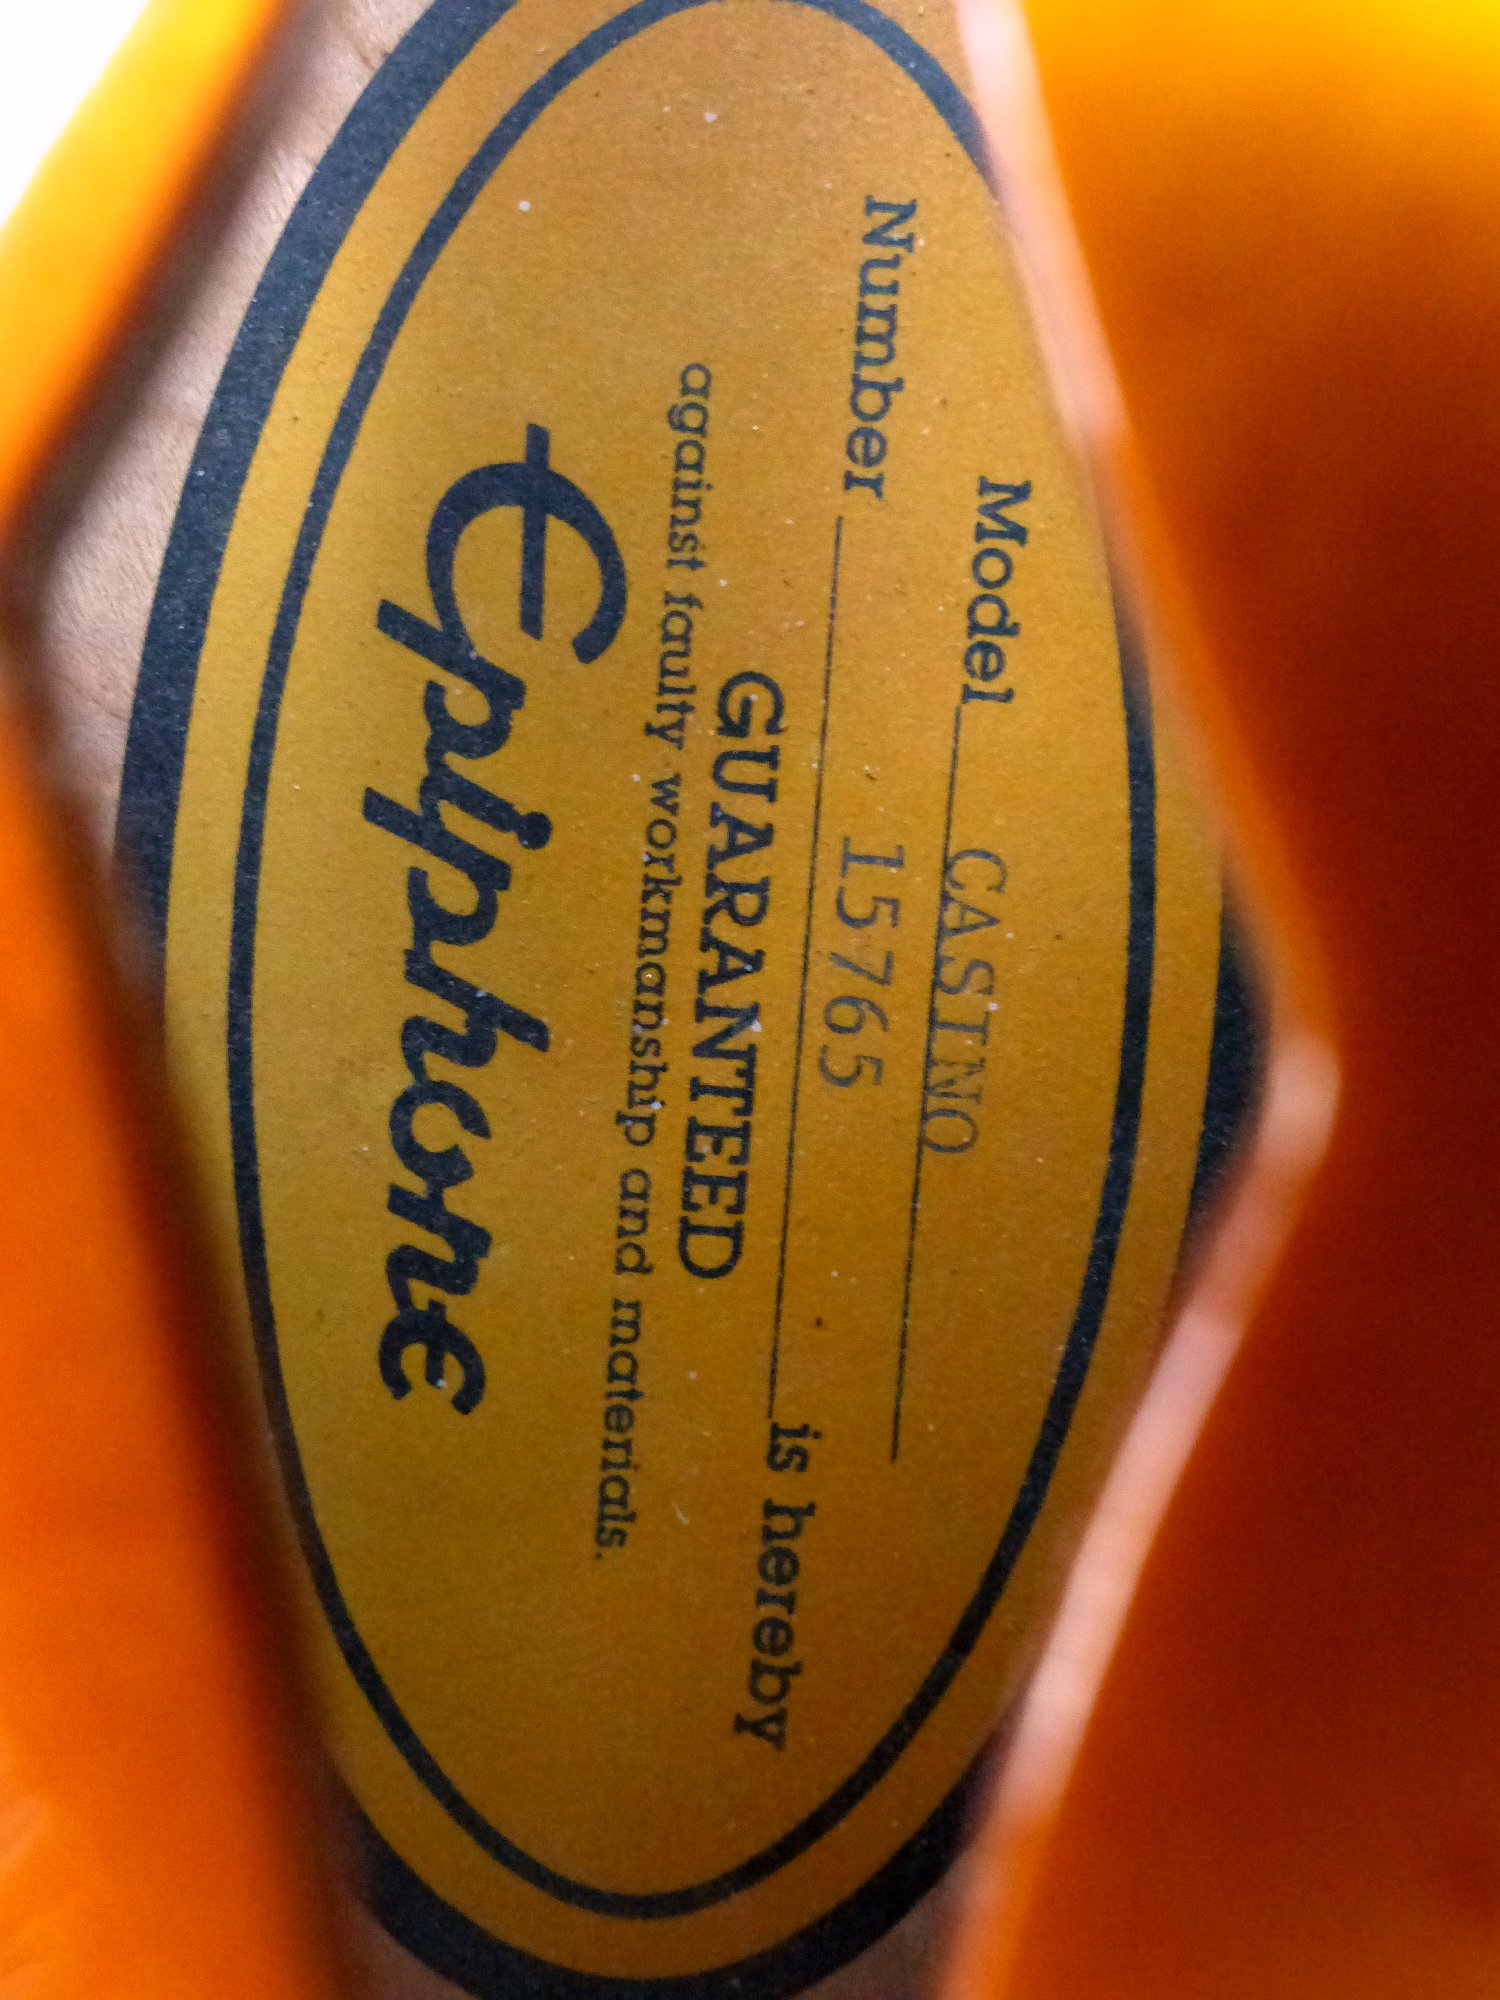 Model CASINO
Number 15765 is hereby
GUARANTEED
against faulty workmanship and materials.
Epiphone